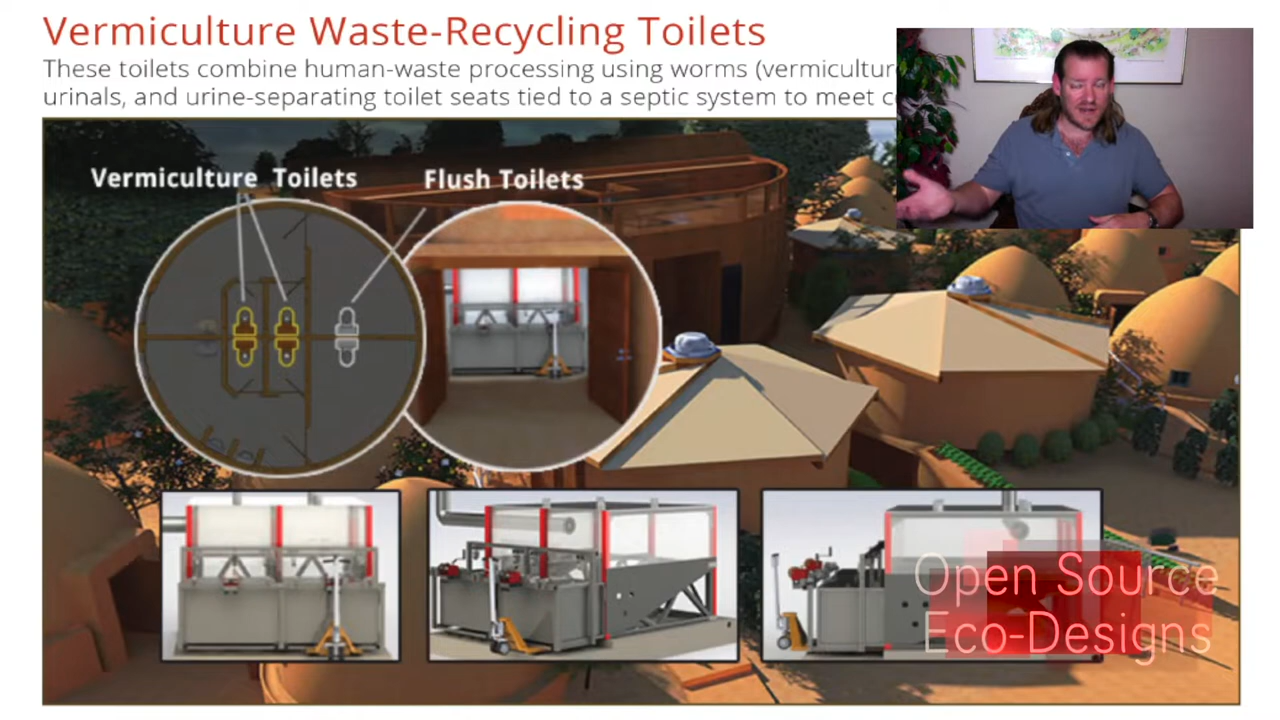 Vermiculture Waste-Recycling Toilets
These toilets combine human-waste processing using worms
urinals, and urine-separating toilet seats tied to a septic system to meet
Vermiculture Toilets
Flush Toilets
Open Source
Eco-Designs